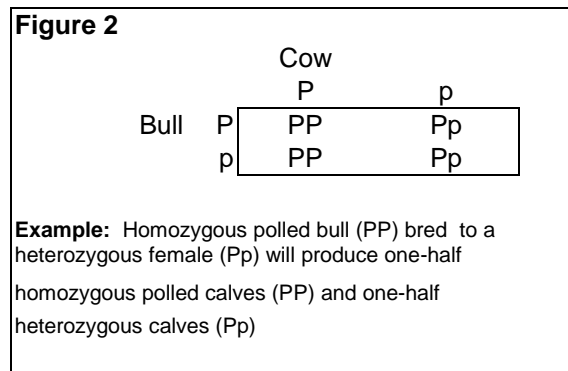 Figure 2
Cow
P p
Bull P PP Pp
p PP Pp
Example: Homozygous polled bull (PP) bred to a
heterozygous female (Pp) will produce one-half
homozygous polled calves (PP) and one-half
heterozygous calves (Pp)